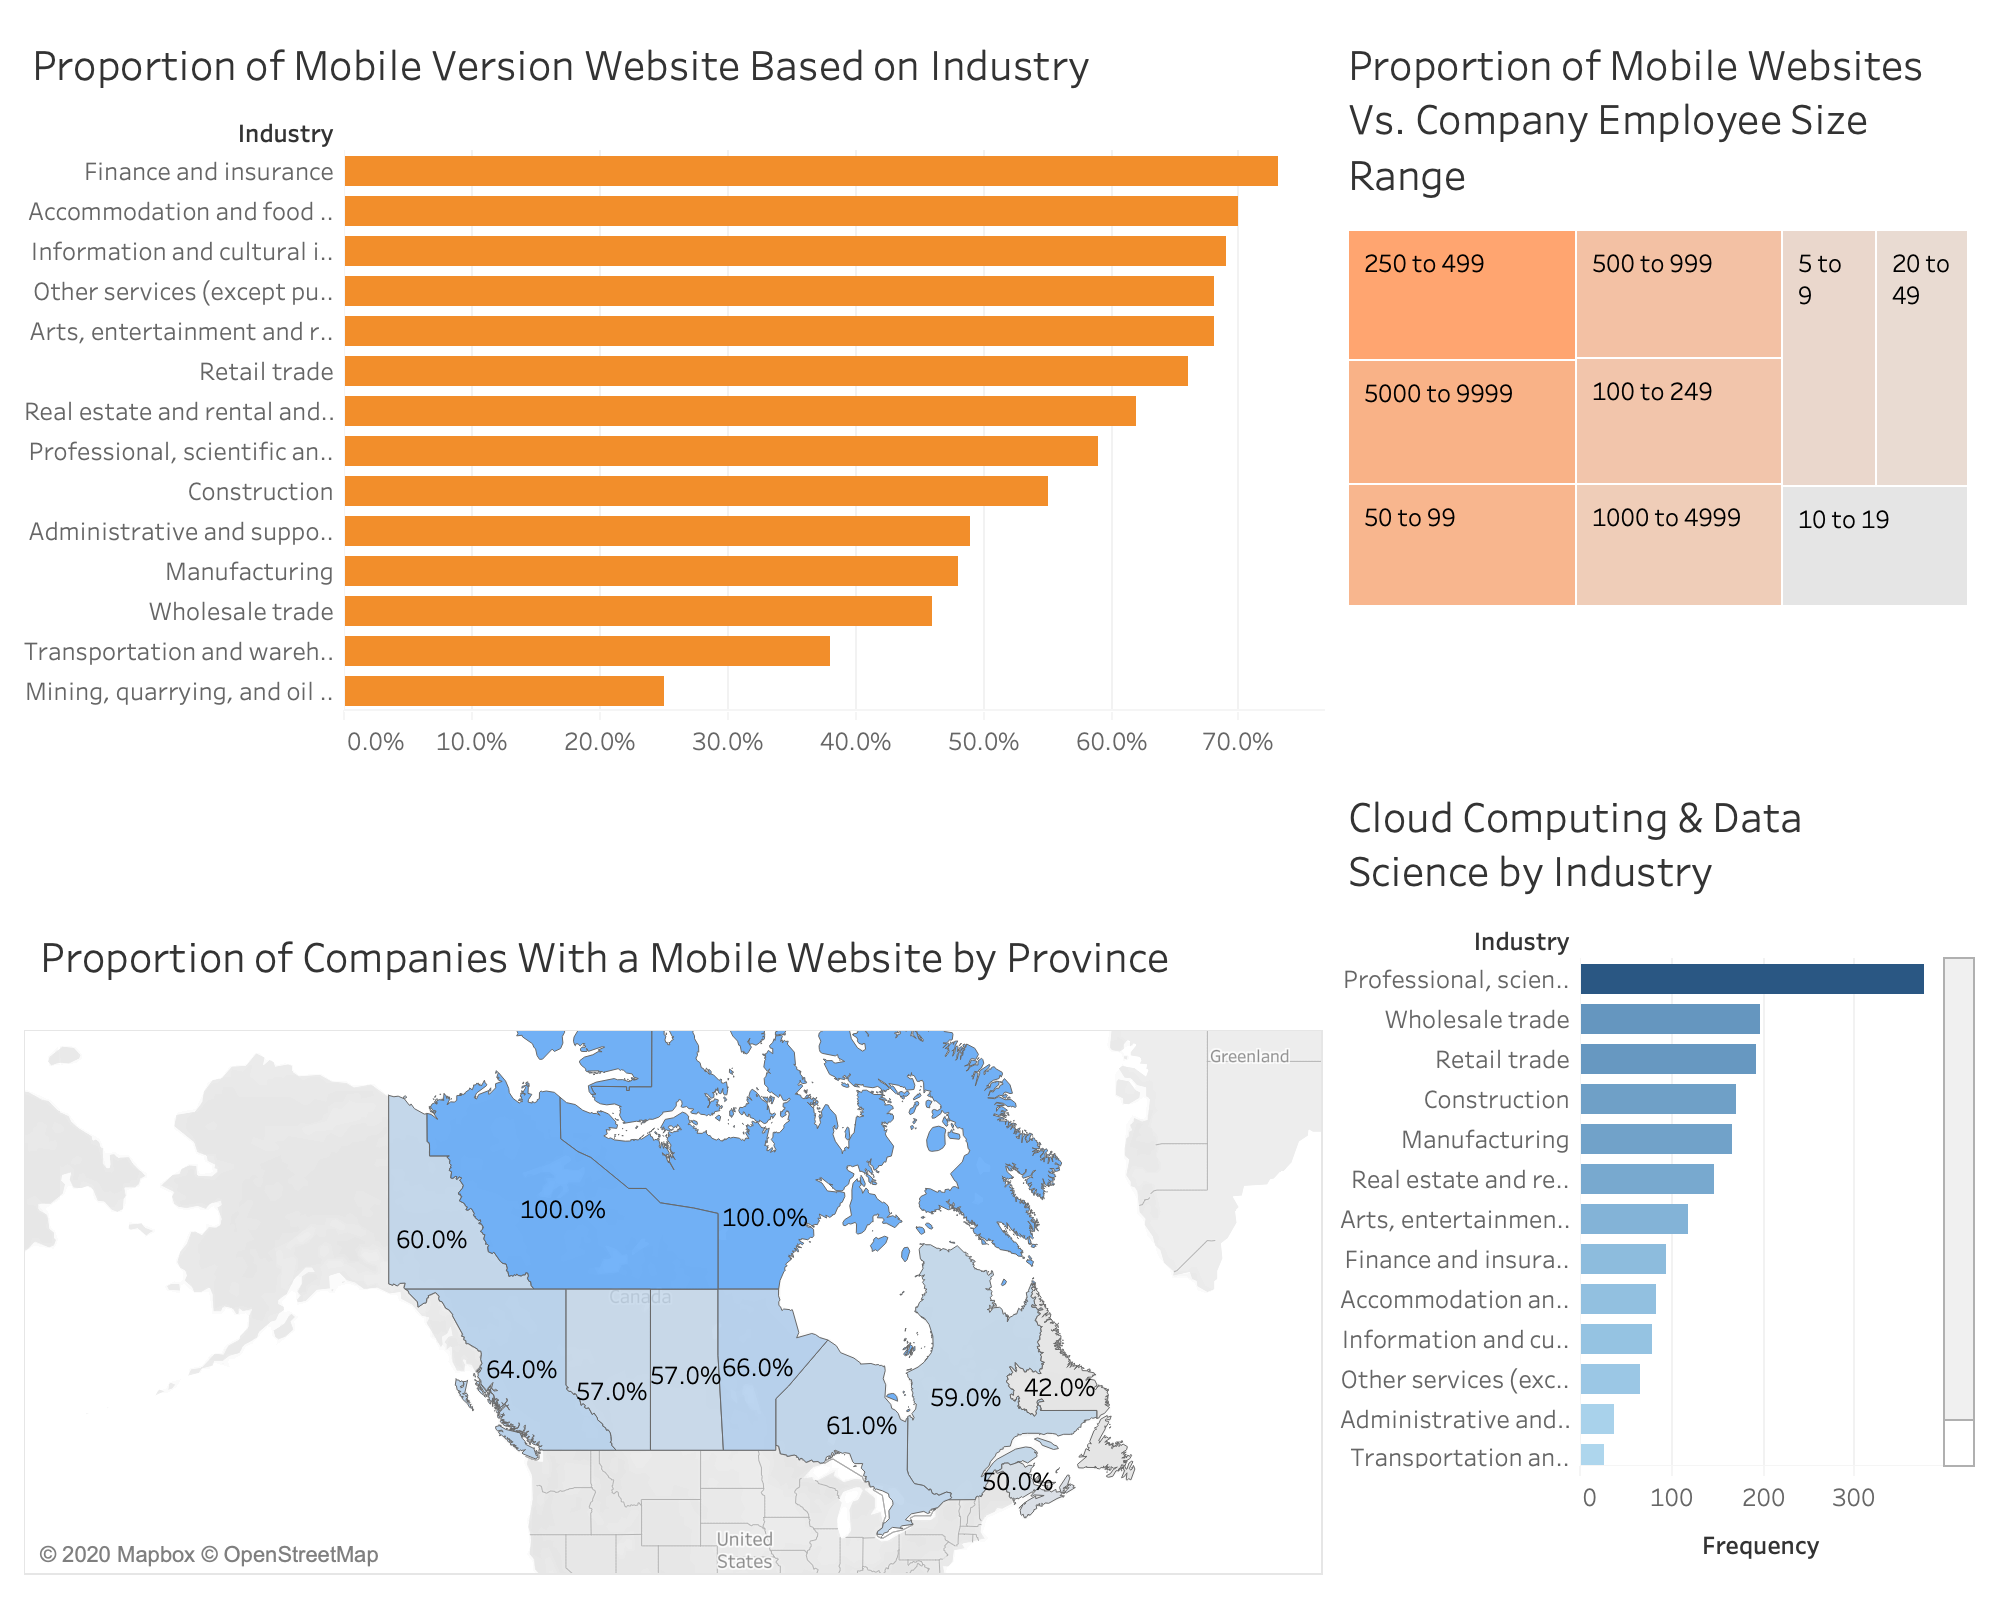 Proportion of Mobile Version Website Based on Industry
Industry
Finance and insurance
Accommodation and food ..
Information and cultural i..
Other services (except pu..
Arts, entertainment and r..
Retail trade
Real estate and rental and..
Professional, scientific an..
Construction
Administrative and suppo..
Manufacturing
Wholesale trade
Transportation and wareh..
Mining, quarrying, and oil ..
0.0% 10.0% 20.0% 30.0% 40.0% 50.0% 60.0% 70.0%
Proportion of Mobile Websites
Vs. Company Employee Size
Range
250 to 499
500 to 999
5 to
9
20 to
49
5000 to 9999
100 to 249
50 to 99
1000 to 4999
10 to 19
Proportion of Companies With a Mobile Website by Province
Greenland
100.0%
100.0%
60.0%
Canada
64.0%
57.0%
57.0%
66.0%
61.0%
59.0%
42.0%
50.0%
United
States
© 2020 Mapbox © OpenStreetMap
Cloud Computing & Data
Science by Industry
Industry
Professional, scien..
Wholesale trade
Retail trade
Construction
Manufacturing
Real estate and re..
Arts, entertainmen..
Finance and insura..
Accommodation an..
Information and cu..
Other services (exc..
Administrative and..
Transportation an..
0 100 200 300
Frequency